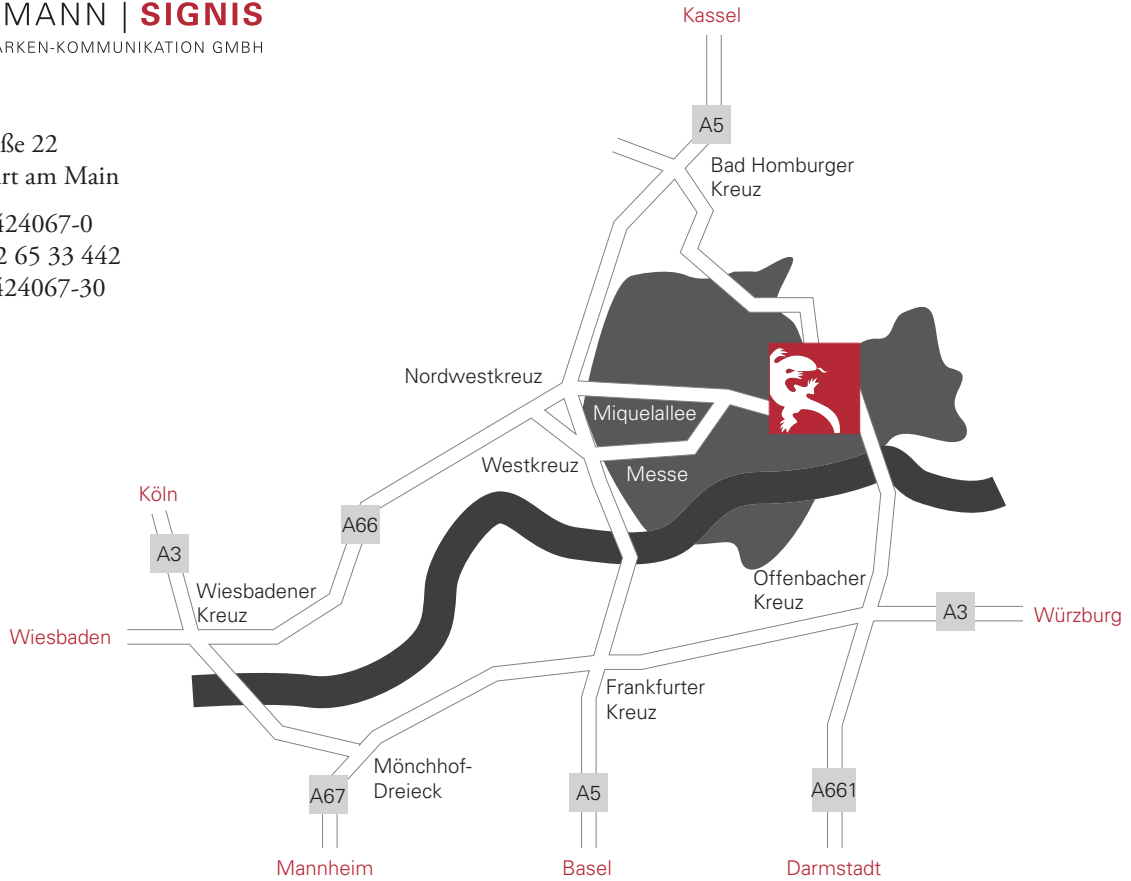 MANN | SIGNIS
ARKEN-KOMMUNIKATION GMBH
ße 22
rt am Main
424067-0
2 65 33 442
424067-30
Kassel
A5
Bad Homburger
Kreuz
Nordwestkreuz
Miquelallee
Westkreuz
Messe
Köln
A66
A3
Wiesbadener
Kreuz
Wiesbaden
Offenbacher
Kreuz
A3
Würzburg
Frankfurter
Kreuz
Mönchhof-
Dreieck
A67
A5
A661
Mannheim
Basel
Darmstadt